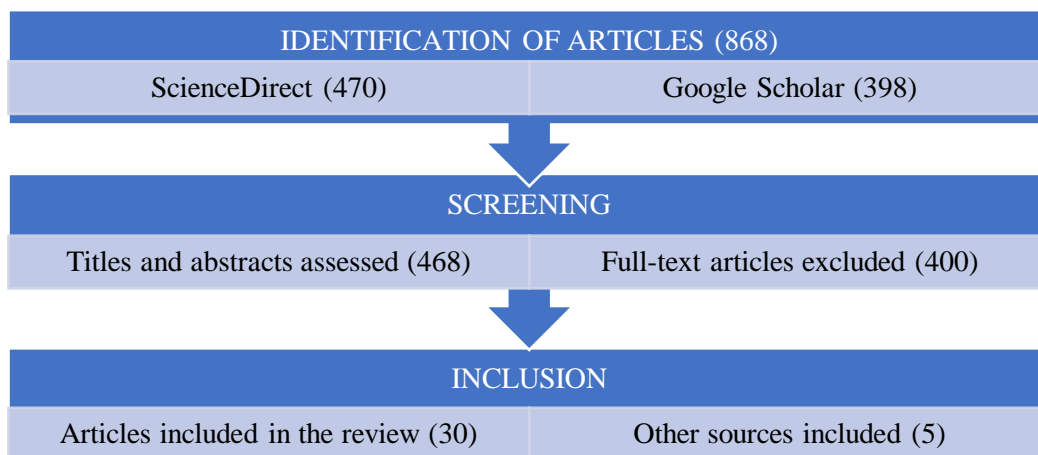 IDENTIFICATION OF ARTICLES (868)
ScienceDirect (470)
Google Scholar (398)
SCREENING
Titles and abstracts assessed (468)
Full-text articles excluded (400)
INCLUSION
Articles included in the review (30)
Other sources included (5)